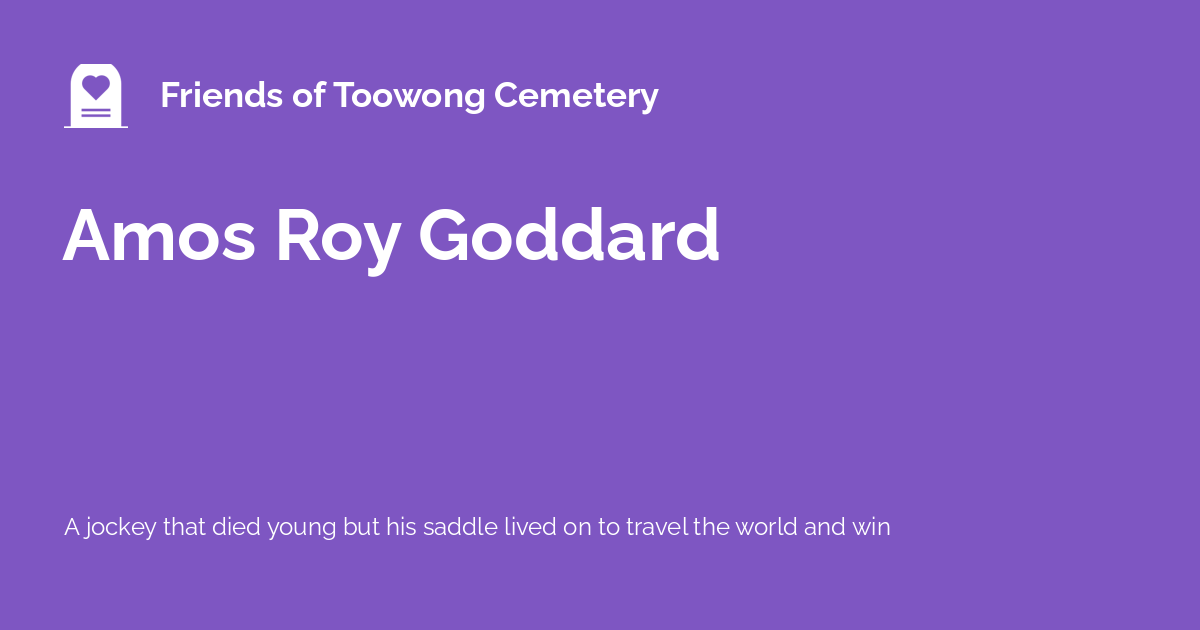 Friends of Toowong Cemetery
Amos Roy Goddard
A jockey that died young but his saddle lived on to travel the world and win